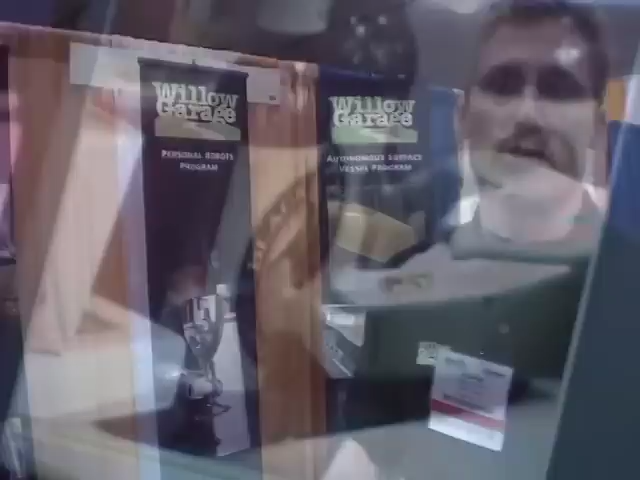 Willow
Garage
PERSONAL ROBOTS
PROGRAM
Willow
Garage
AUTONOMOUS SURFACE
VESSEL PROGRAM